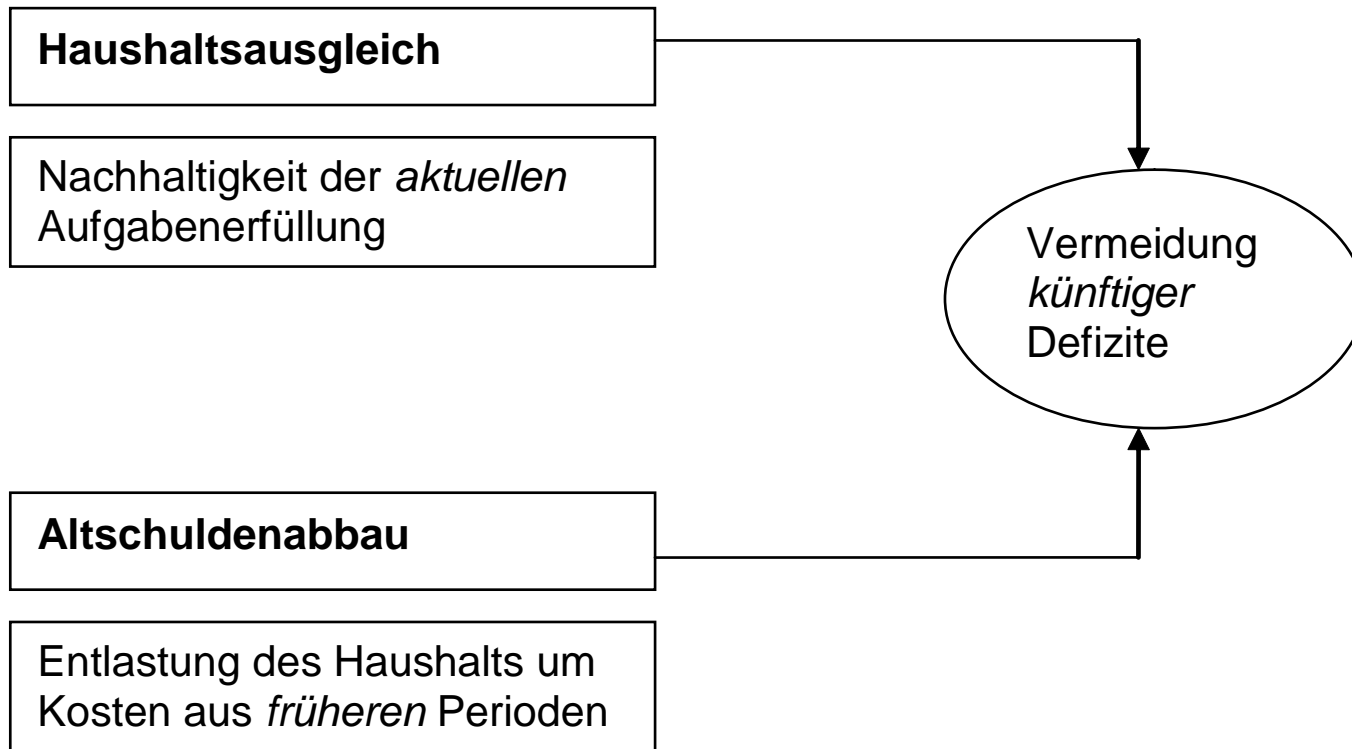 Haushaltsausgleich
Nachhaltigkeit der aktuellen
Aufgabenerfüllung
Vermeidung
künftiger
Defizite
Altschuldenabbau
Entlastung des Haushalts um
Kosten aus früheren Perioden